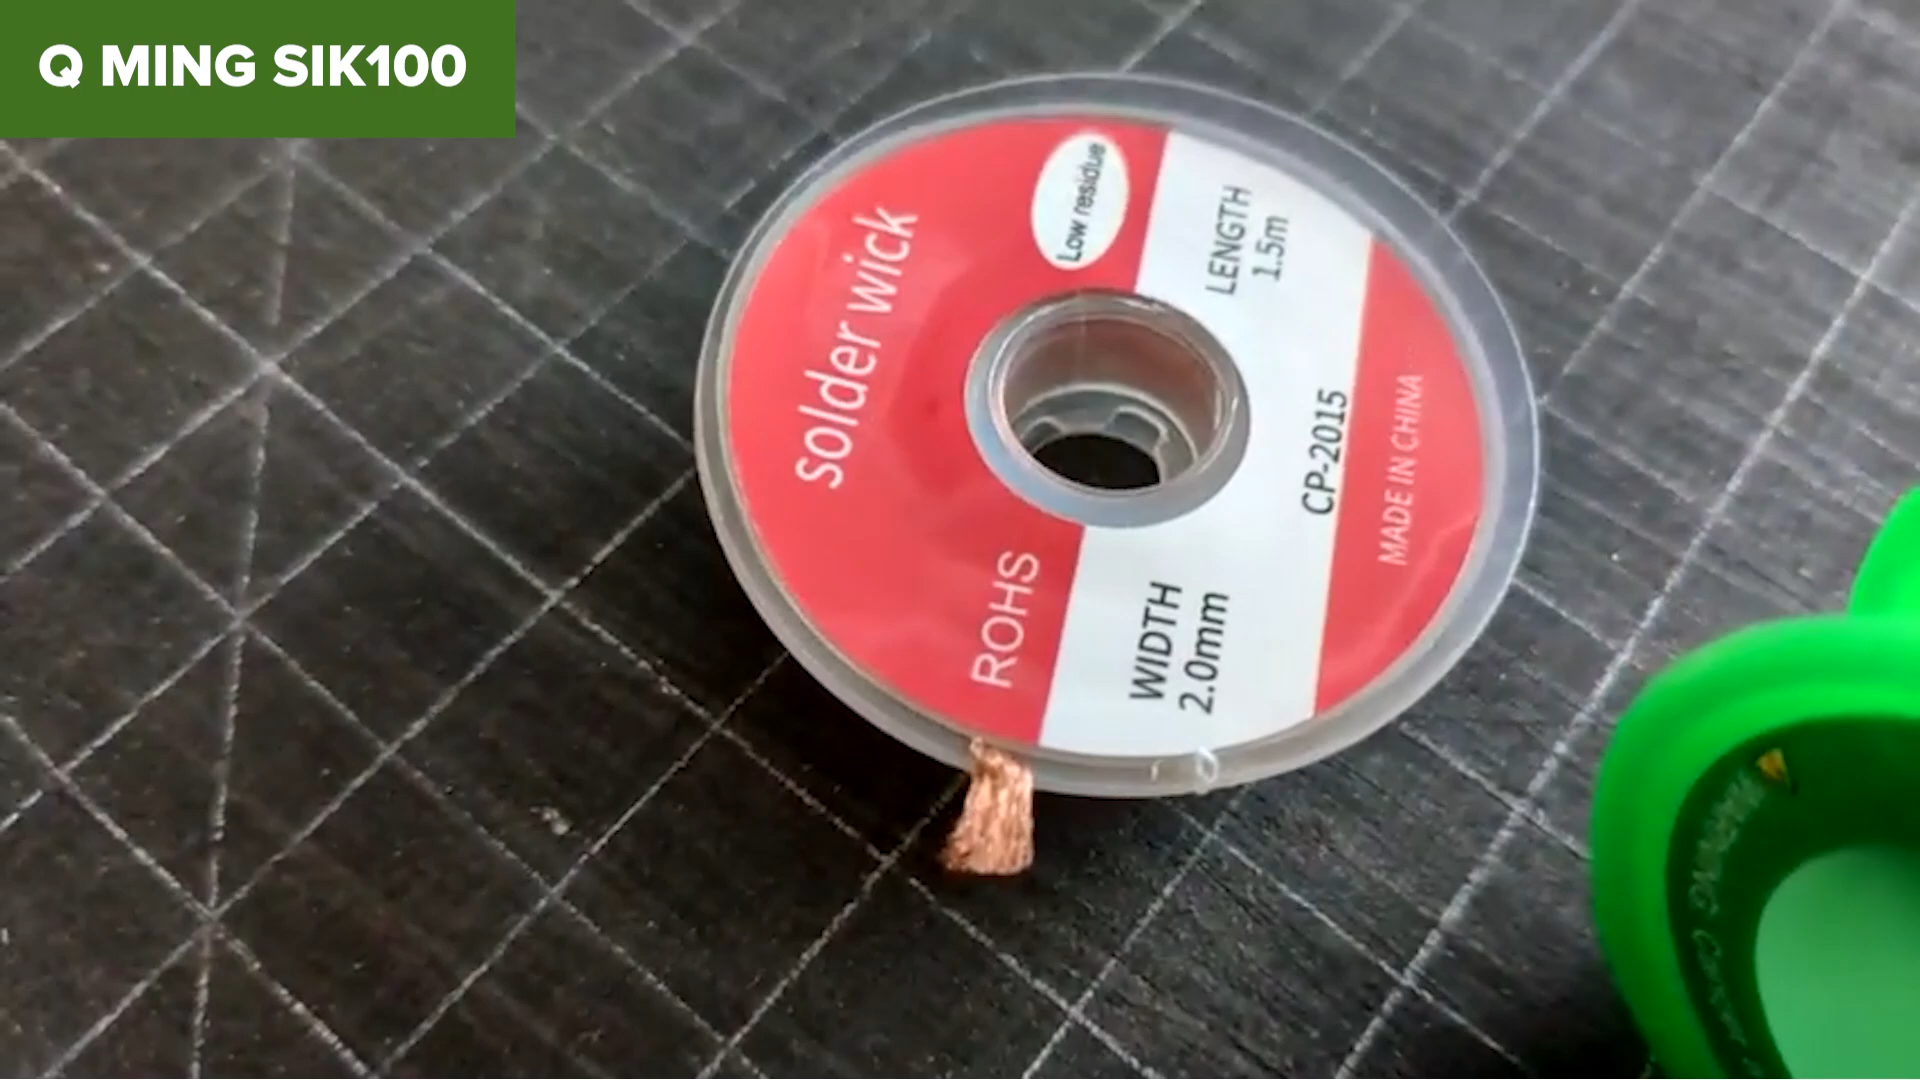 Q MING SIK100
solder wick
Low residue
ROHS
LENGTH
1.5m
WIDTH
2.0mm
CP-2015
MADE IN CHINA